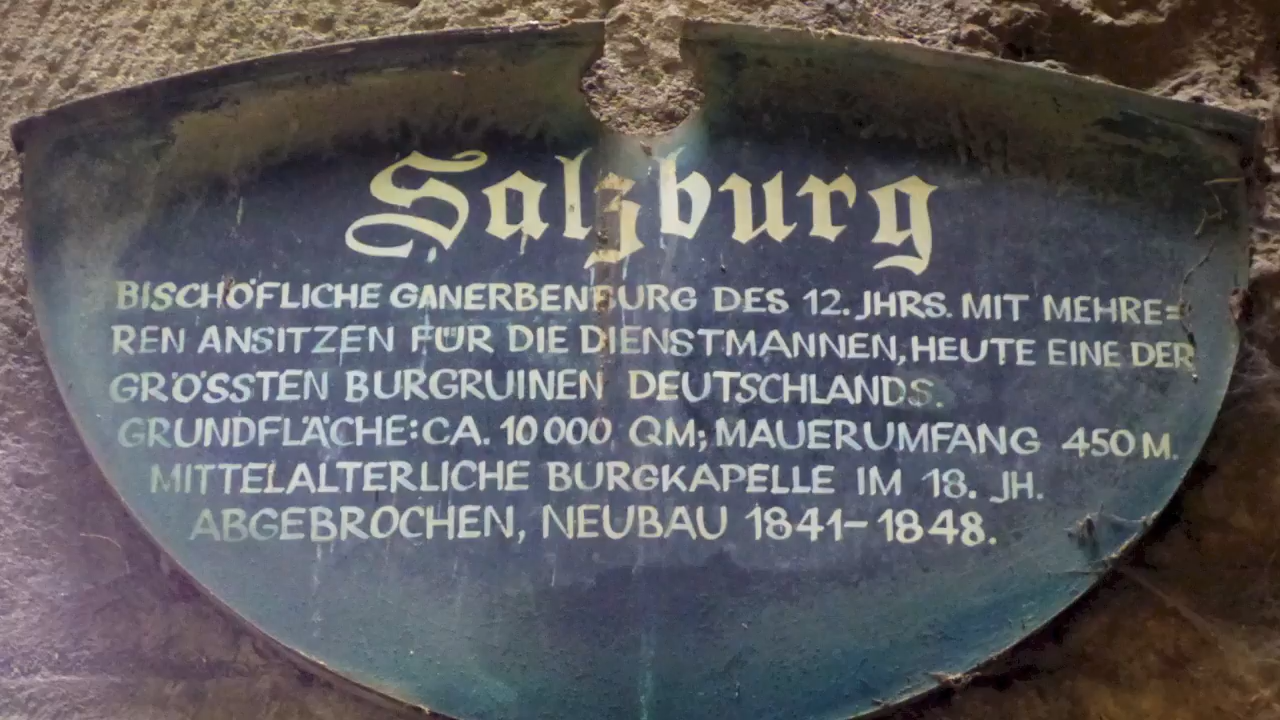 Salzburg
BISCHÖFLICHE GANERBENBURG DES 12. JHRS. MIT MEHRE=
REN ANSITZEN FÜR DIE DIENSTMANNEN, HEUTE EINE DER
GRÖSSTEN BURGRUINEN DEUTSCHLANDS.
GRUNDFLÄCHE: CA. 10 000 QM; MAUERUMFANG 450 M.
MITTELALTERLICHE BURGKAPELLE IM 18. JH.
ABGEBROCHEN, NEUBAU 1841-1848.